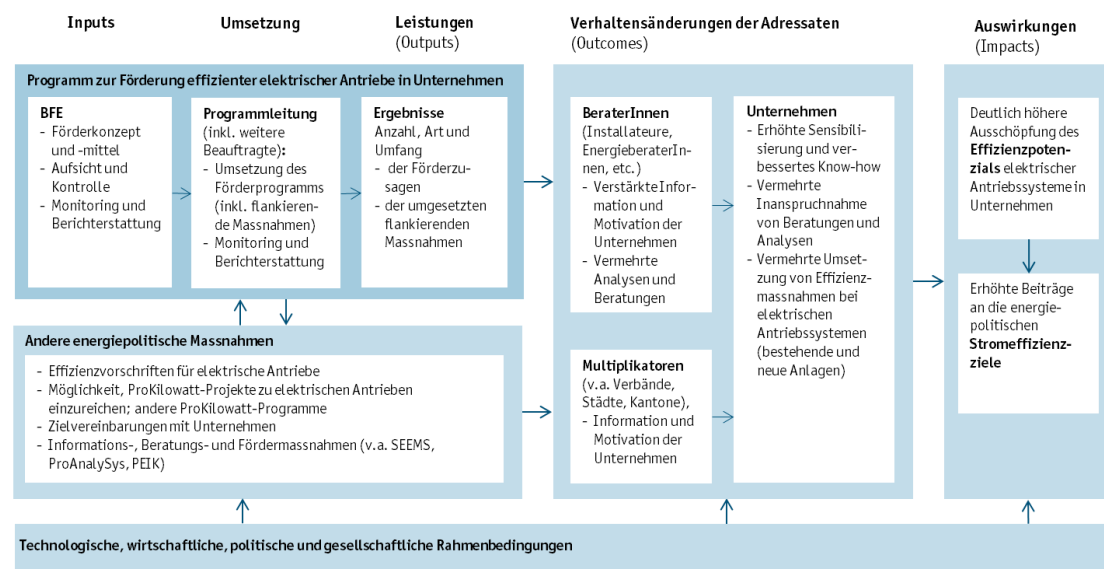 Inputs
Umsetzung
Leistungen
(Outputs)
Verhaltensänderungen der Adressaten
(Outcomes)
Auswirkungen
(Impacts)
Programm zur Förderung effizienter elektrischer Antriebe in Unternehmen
BFE
- Förderkonzept
und -mittel
- Aufsicht und
Kontrolle
- Monitoring und
Berichterstattung
Programmleitung
(inkl. weitere
Beauftragte):
- Umsetzung des
Förderprogramms
(inkl. flankieren-
de Massnahmen)
- Monitoring und
Berichterstattung
Ergebnisse
Anzahl, Art und
Umfang
- der Förderzu-
sagen
- der umgesetzten
flankierenden
Massnahmen
Andere energiepolitische Massnahmen
- Effizienzvorschriften für elektrische Antriebe
- Möglichkeit, ProKilowatt-Projekte zu elektrischen Antrieben
einzureichen; andere ProKilowatt-Programme
- Zielvereinbarungen mit Unternehmen
- Informations-, Beratungs- und Fördermassnahmen (v.a. SEEMS,
ProAnalySys, PEIK)
BeraterInnen
(Installateure,
EnergieberaterIn-
nen, etc.)
- Verstärkte Infor-
mation und
Motivation der
Unternehmen
- Vermehrte
Analysen und
Beratungen
Multiplikatoren
(v.a. Verbände,
Städte, Kantone),
- Information und
Motivation der
Unternehmen
Unternehmen
- Erhöhte Sensibili-
sierung und ver-
bessertes Know-how
- Vermehrte
Inanspruchnahme
von Beratungen und
Analysen
- Vermehrte Umset-
zung von Effizienz-
massnahmen bei
elektrischen
Antriebssystemen
(bestehende und
neue Anlagen)
Deutlich höhere
Ausschöpfung des
Effizienzpoten-
zials elektrischer
Antriebssysteme in
Unternehmen
Erhöhte Beiträge
an die energie-
politischen
Stromeffizienz-
ziele
Technologische, wirtschaftliche, politische und gesellschaftliche Rahmenbedingungen